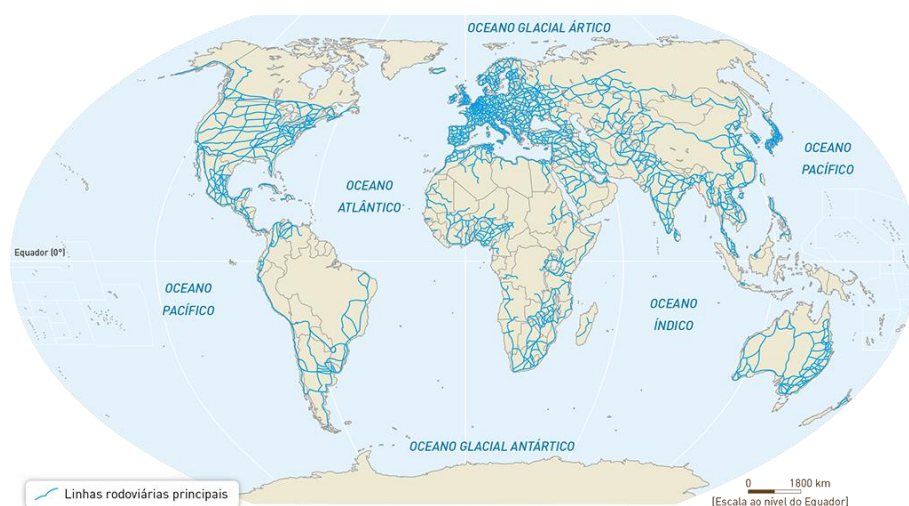 OCEANO GLACIAL ÁRTICO
OCEANO
PACÍFICO
OCEANO
ATLÂNTICO
Equador (0°)
OCEANO
PACÍFICO
OCEANO
ÍNDICO
OCEANO GLACIAL ANTÁRTICO
Linhas rodoviárias principais
0 1800 km
[Escala ao nível do Equador]